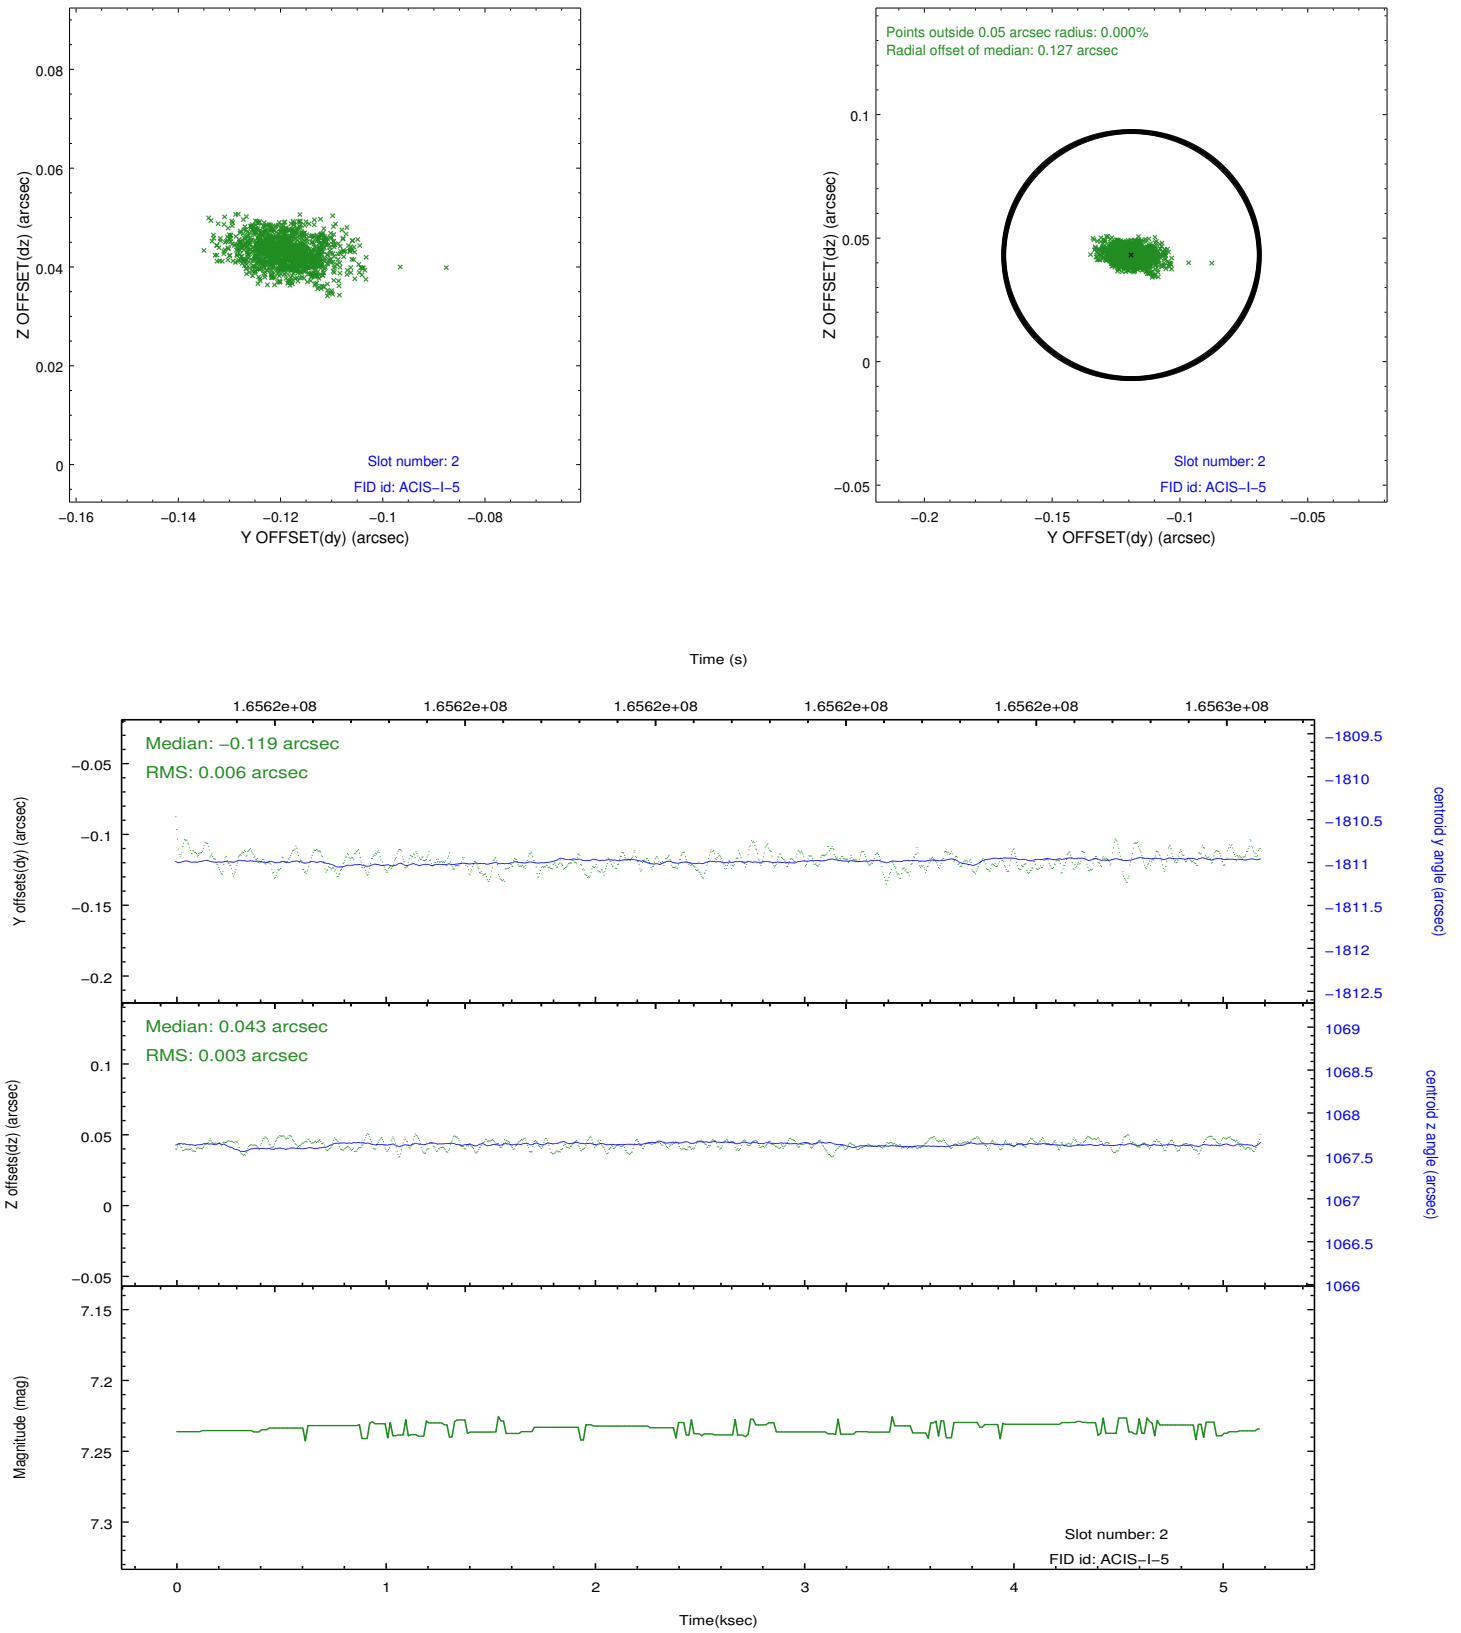 0.08
0.06
0.04
0.02
0
Z OFFSET(dz) (arcsec)
Slot number: 2
FID id: ACIS−I−5
−0.16
−0.14
−0.12
−0.1
−0.08
Y OFFSET(dy) (arcsec)
Points outside 0.05 arcsec radius: 0.000%
Radial offset of median: 0.127 arcsec
0.1
0.05
0
−0.05
Z OFFSET(dz) (arcsec)
Slot number: 2
FID id: ACIS−I−5
−0.2
−0.15
−0.1
−0.05
Y OFFSET(dy) (arcsec)
Time (s)
1.6562e+08
1.6562e+08
1.6562e+08
1.6562e+08
1.6562e+08
1.6563e+08
Median: −0.119 arcsec
RMS: 0.006 arcsec
−0.05
−0.1
−0.15
−0.2
Y offsets(dy) (arcsec)
−1809.5
−1810
−1810.5
−1811
−1811.5
−1812
−1812.5
centroid y angle (arcsec)
Median: 0.043 arcsec
RMS: 0.003 arcsec
0.1
0.05
0
−0.05
Z offsets(dz) (arcsec)
1069
1068.5
1068
1067.5
1067
1066.5
1066
centroid z angle (arcsec)
7.15
7.2
7.25
7.3
Magnitude (mag)
Slot number: 2
FID id: ACIS−I−5
0
1
2
3
4
5
Time(ksec)